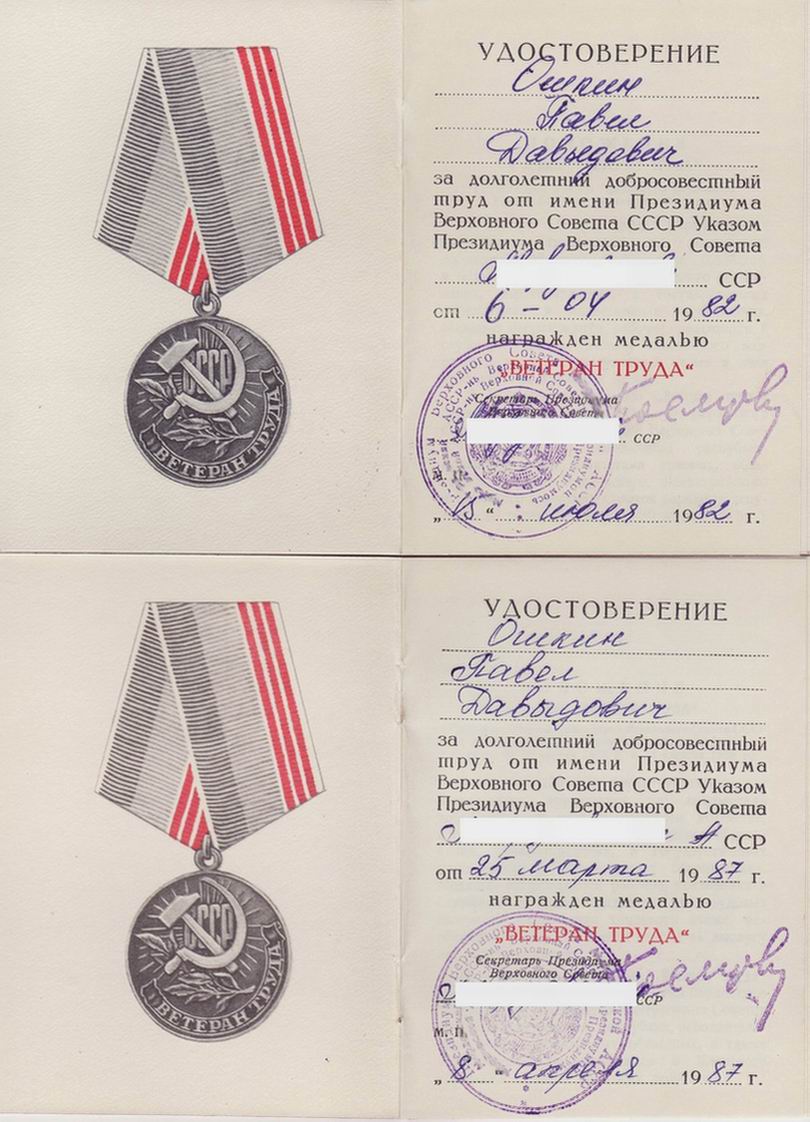 СССР
ВЕТЕРАН ТРУДА
УДОСТОВЕРЕНИЕ
Ошкин
Павел
Давыдович
за долголетний добросовестный
труд от имени Президиума
Верховного Совета СССР Указом
Президиума Верховного Совета
ССР
от 6-04 1982 г.
награжден медалью
„ВЕТЕРАН ТРУДА“
Секретарь Президиума
Верховного Совета
ССР
„13“ июля 1982 г.
СССР
ВЕТЕРАН ТРУДА
УДОСТОВЕРЕНИЕ
Ошкин
Павел
Давыдович
за долголетний добросовестный
труд от имени Президиума
Верховного Совета СССР Указом
Президиума Верховного Совета
А ССР
от 25 марта 1987 г.
награжден медалью
„ВЕТЕРАН ТРУДА“
Секретарь Президиума
Верховного Совета
ССР
М. П.
„8“ апреля 1987 г.